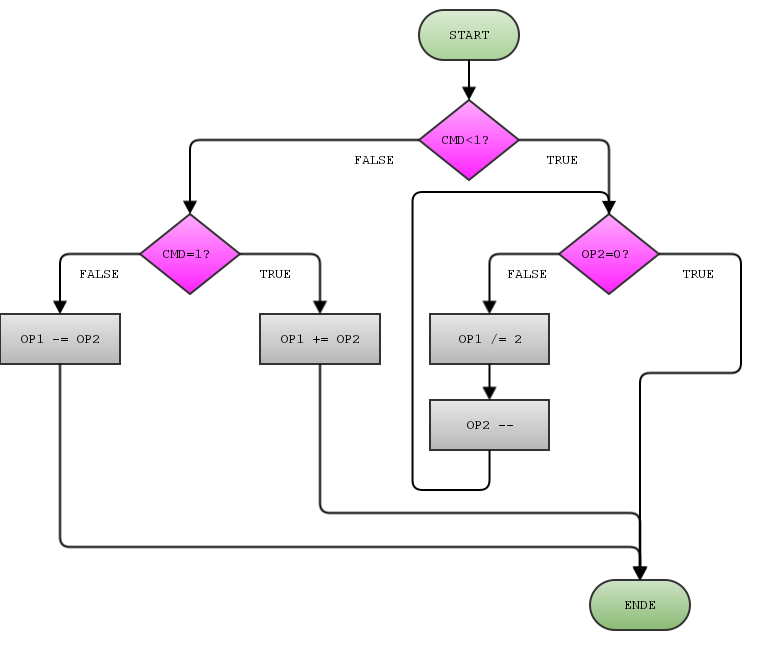 START
CMD<1?
FALSE
TRUE
CMD=1?
OP2=0?
FALSE
TRUE
FALSE
TRUE
OP1 -= OP2
OP1 += OP2
OP1 /= 2
OP2 --
ENDE